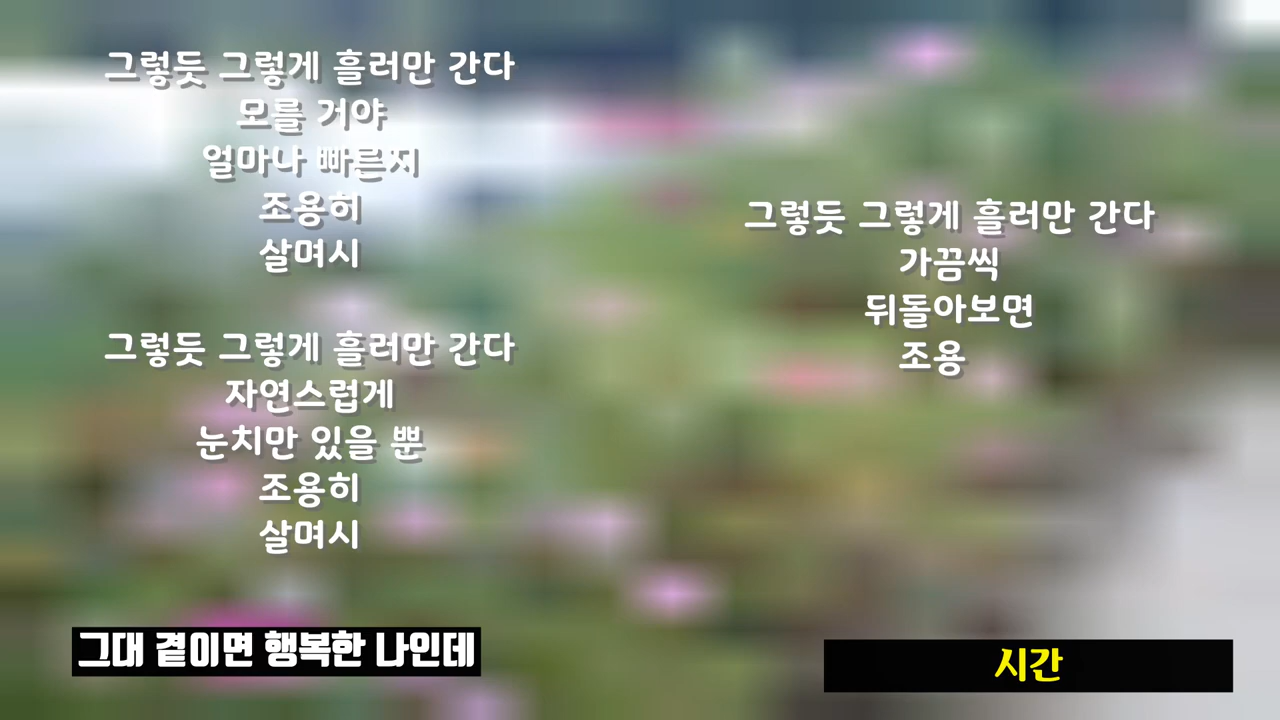 그렇듯 그렇게 흘러만 간다
모를 거야
얼마나 빠른지
조용히
살며시
그렇듯 그렇게 흘러만 간다
자연스럽게
눈치만 있을 뿐
조용히
살며시
그렇듯 그렇게 흘러만 간다
가끔씩
뒤돌아보면
조용
그대 곁이면 행복한 나인데
시간